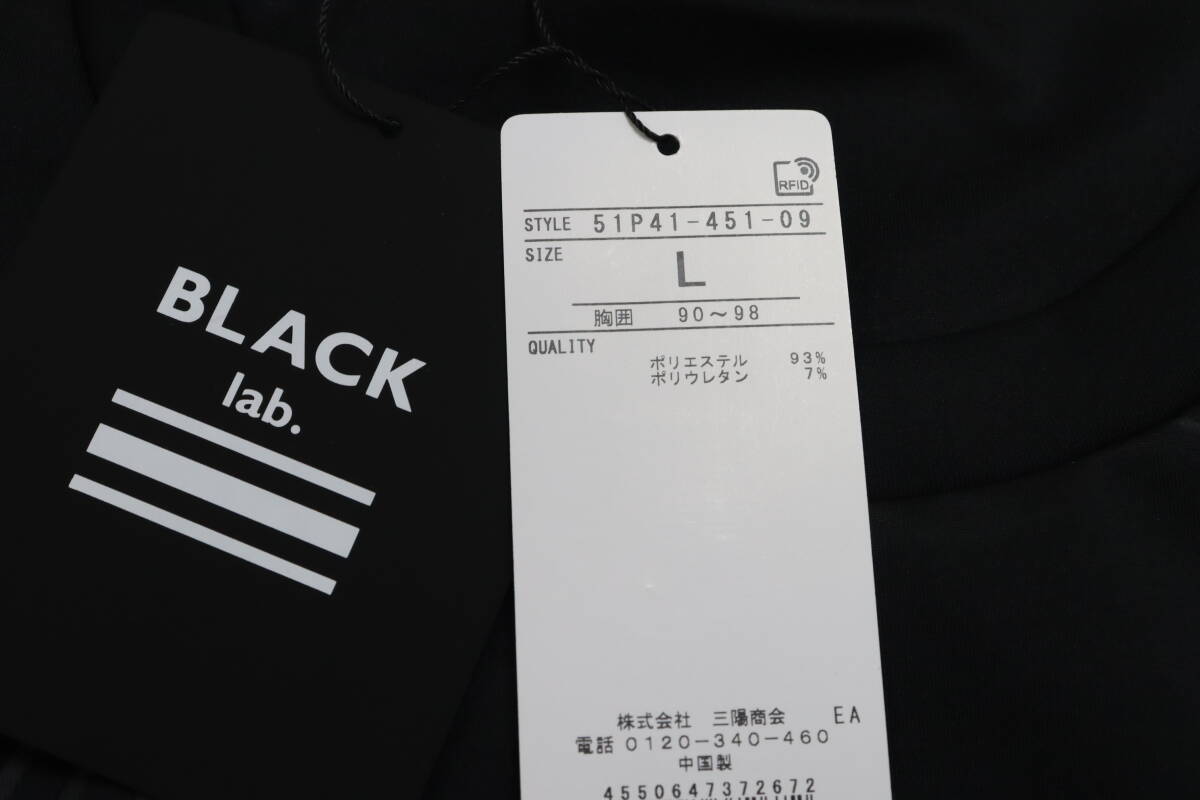 BLACK
lab.
RFID
STYLE 51P41-451-09
SIZE
L
胸囲 90～98
QUALITY
ポリエステル 93%
ポリウレタン 7%
株式会社 三陽商会 EA
電話 0120-340-460
中国製
4550647372672